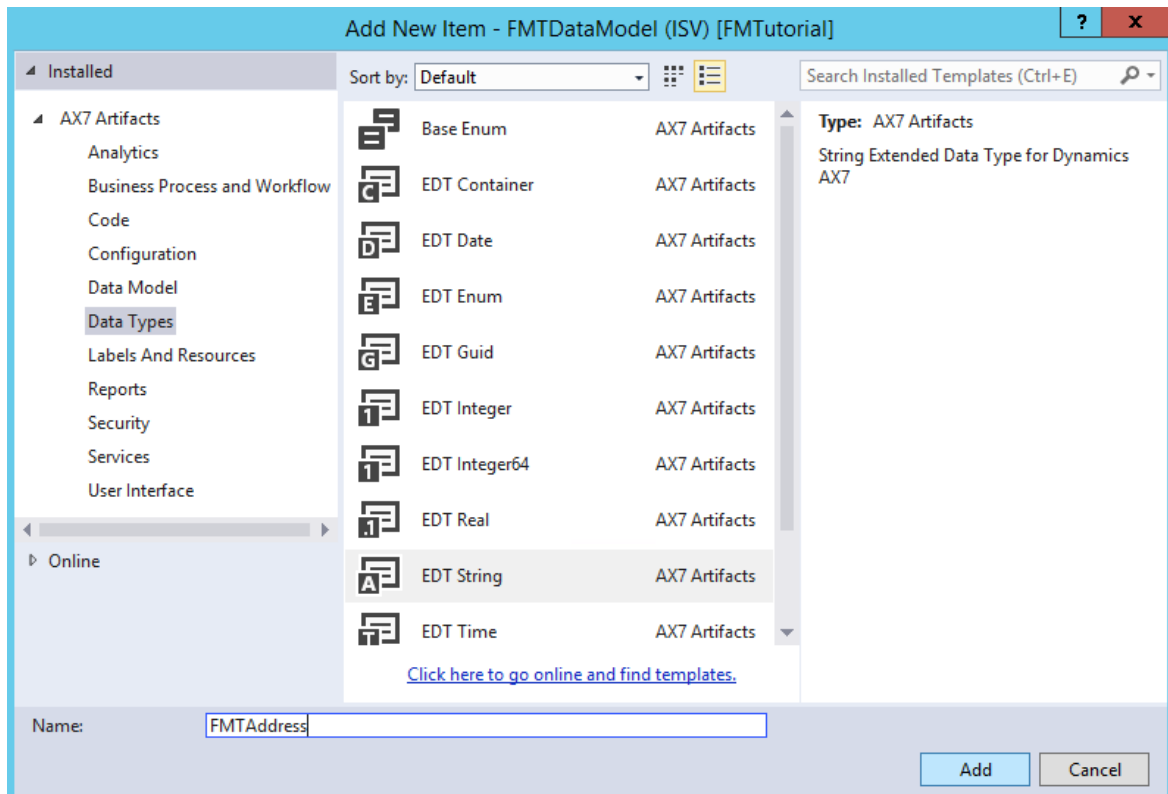 Add New Item - FMTDataModel (ISV) [FMTutorial]
? x
Installed
Sort by: Default
Search Installed Templates (Ctrl+E)
AX7 Artifacts
Analytics
Business Process and Workflow
Code
Configuration
Data Model
Data Types
Labels And Resources
Reports
Security
Services
User Interface
Online
Base Enum AX7 Artifacts
EDT Container AX7 Artifacts
EDT Date AX7 Artifacts
EDT Enum AX7 Artifacts
EDT Guid AX7 Artifacts
EDT Integer AX7 Artifacts
EDT Integer64 AX7 Artifacts
EDT Real AX7 Artifacts
EDT String AX7 Artifacts
EDT Time AX7 Artifacts
Click here to go online and find templates.
Type: AX7 Artifacts
String Extended Data Type for Dynamics
AX7
Name: FMTAddress
Add Cancel